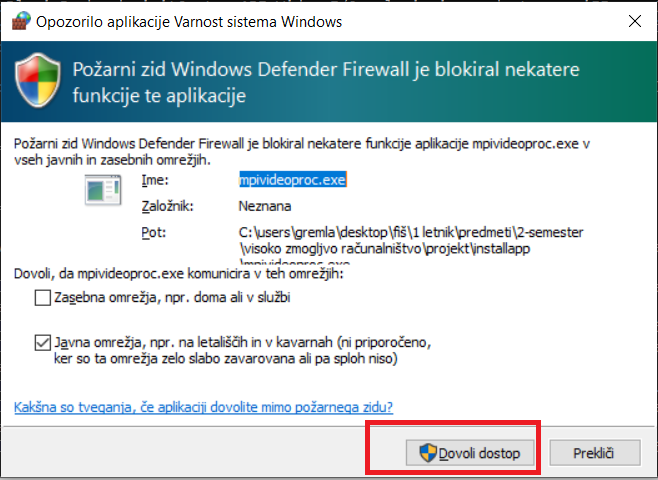 Opozorilo aplikacije Varnost sistema Windows
Požarni zid Windows Defender Firewall je blokiral nekatere
funkcije te aplikacije
Požarni zid Windows Defender Firewall je blokiral nekatere funkcije aplikacije mpivideoproc.exe v
vseh javnih in zasebnih omrežjih.
Ime: mpivideoproc.exe
Založnik: Neznana
Pot: C:\users\gremla\desktop\fiš\1 letnik\predmeti\2-semester
\visoko zmogljvo računalništvo\projekt\installapp
\mpivideoproc.exe
Dovoli, da mpivideoproc.exe komunicira v teh omrežjih:
Zasebna omrežja, npr. doma ali v službi
Javna omrežja, npr. na letališčih in v kavarnah (ni priporočeno,
ker so ta omrežja zelo slabo zavarovana ali pa sploh niso)
Kakšna so tveganja, če aplikaciji dovolite mimo požarnega zidu?
Dovoli dostop Prekliči